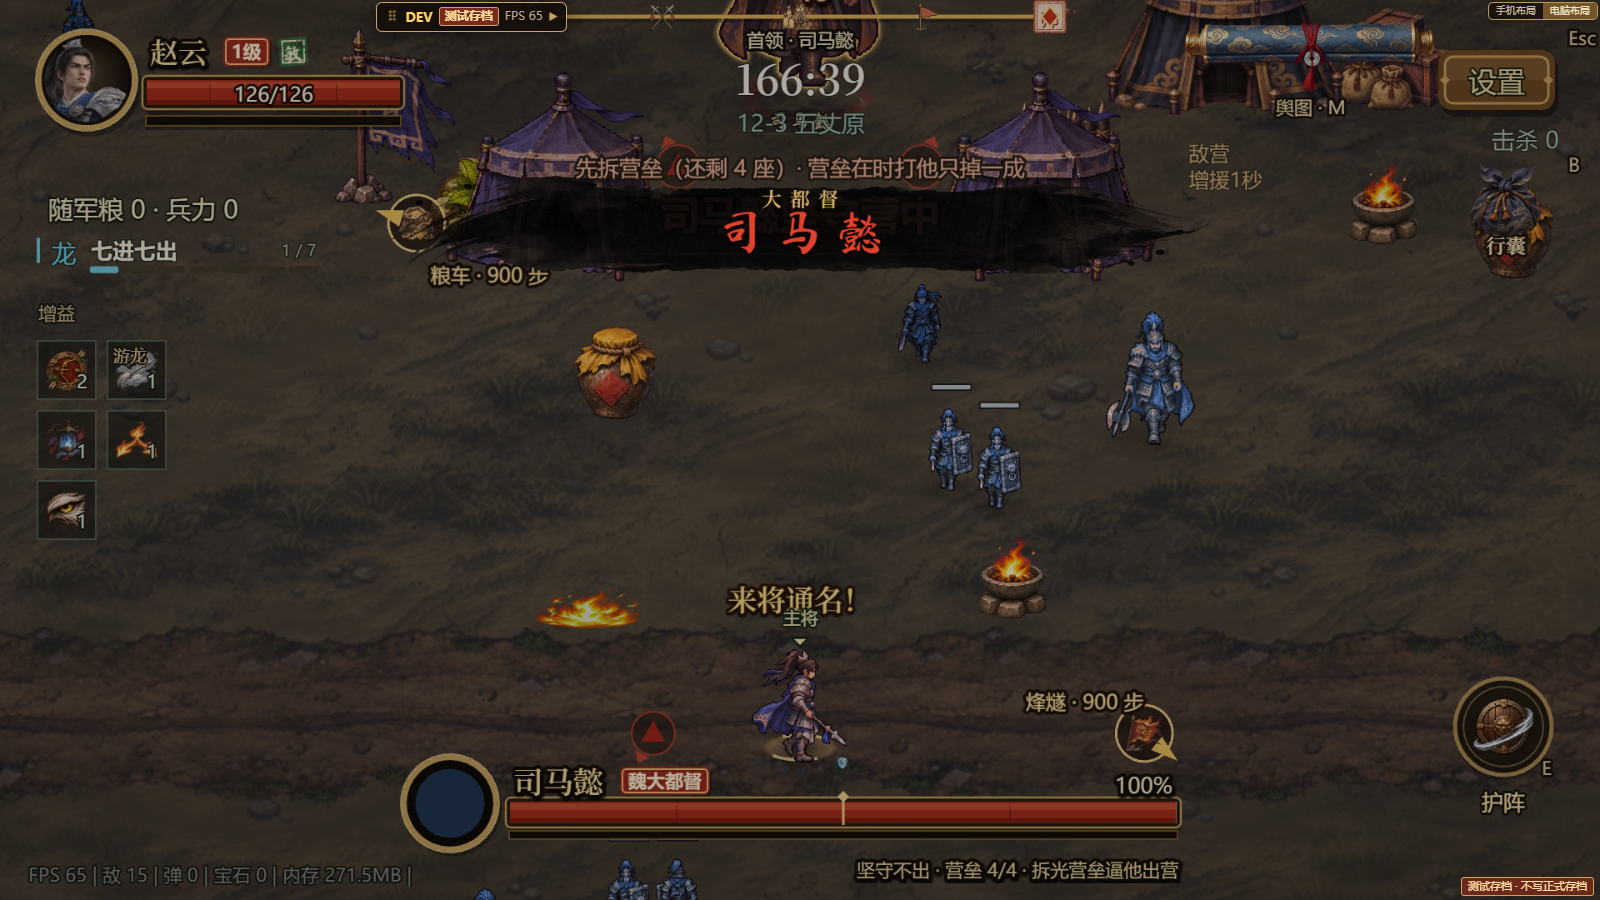 DEV 测试存档 FPS 65 ▶
手机布局 电脑布局
Esc
赵云 1级
126/126
首领·司马懿
166:39
12-3 五丈原
设置
舆图·M
击杀 0
B
敌营
增援1秒
先拆营垒（还剩 4 座）·营垒在时打他只掉一成
大都督
司马懿
随军粮 0·兵力 0
龙 七进七出 1 / 7
粮车·900 步
行囊
增益
2
游龙 1
1
1
1
来将通名！
主将
烽燧·900 步
E
护阵
司马懿 魏大都督 100%
坚守不出·营垒 4/4·拆光营垒逼他出营
FPS 65 | 敌 15 | 弹 0 | 宝石 0 | 内存 271.5MB |
测试存档·不写正式存档